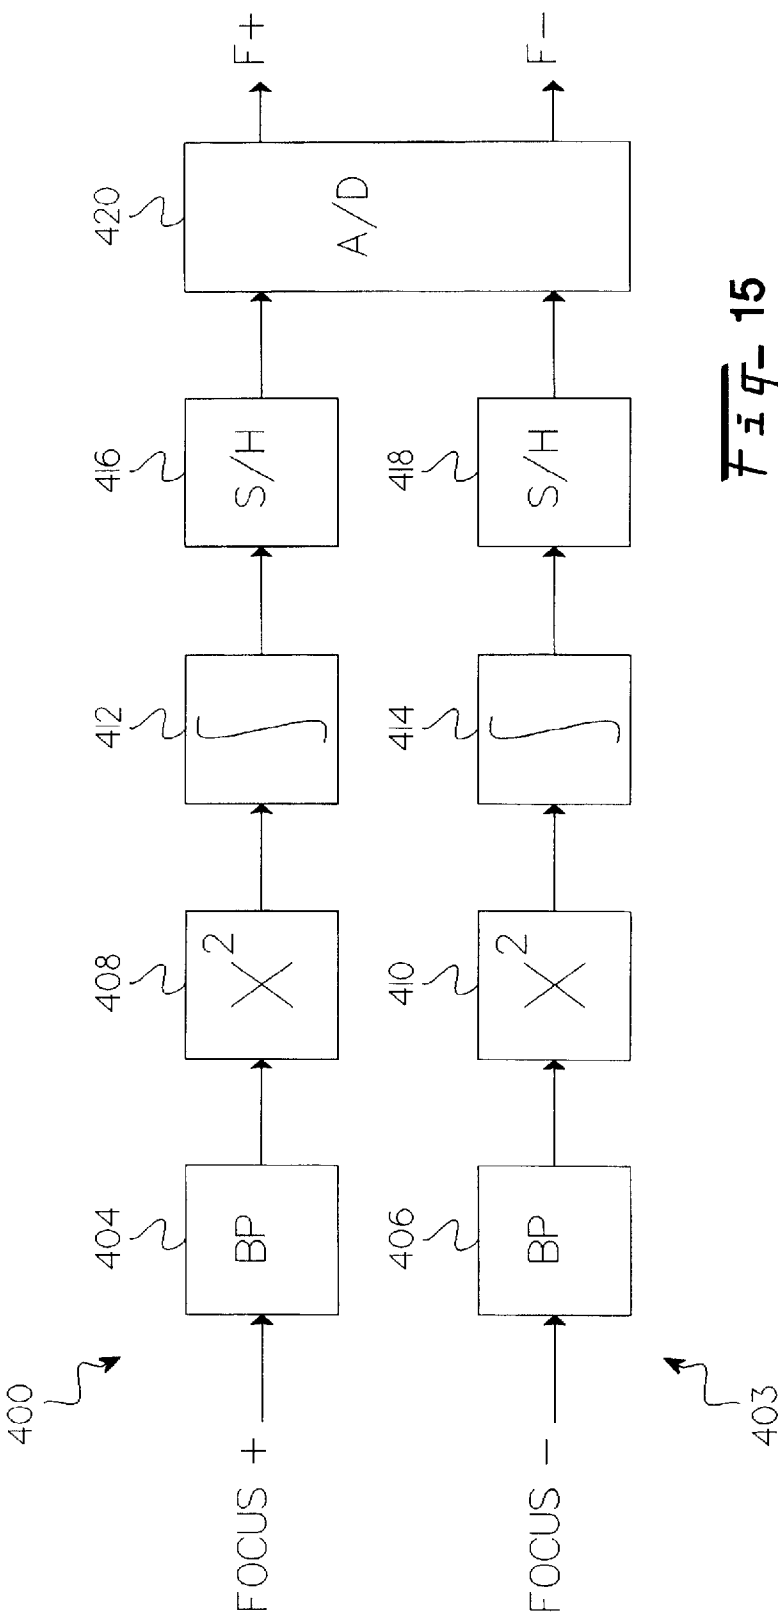 400
FOCUS +
404
BP
408
X²
412
∫
416
S/H
420
A/D
F+
FOCUS -
406
BP
410
X²
414
∫
418
S/H
F-
403
Fig- 15